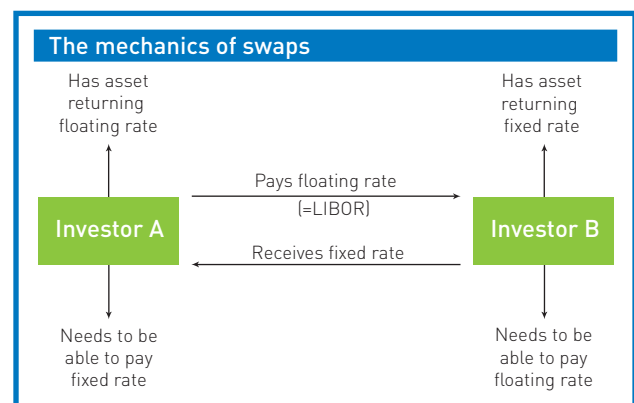 The mechanics of swaps
Has asset
returning
floating rate
Has asset
returning
fixed rate
Pays floating rate
(=LIBOR)
Investor A
Investor B
Receives fixed rate
Needs to be
able to pay
fixed rate
Needs to be
able to pay
floating rate